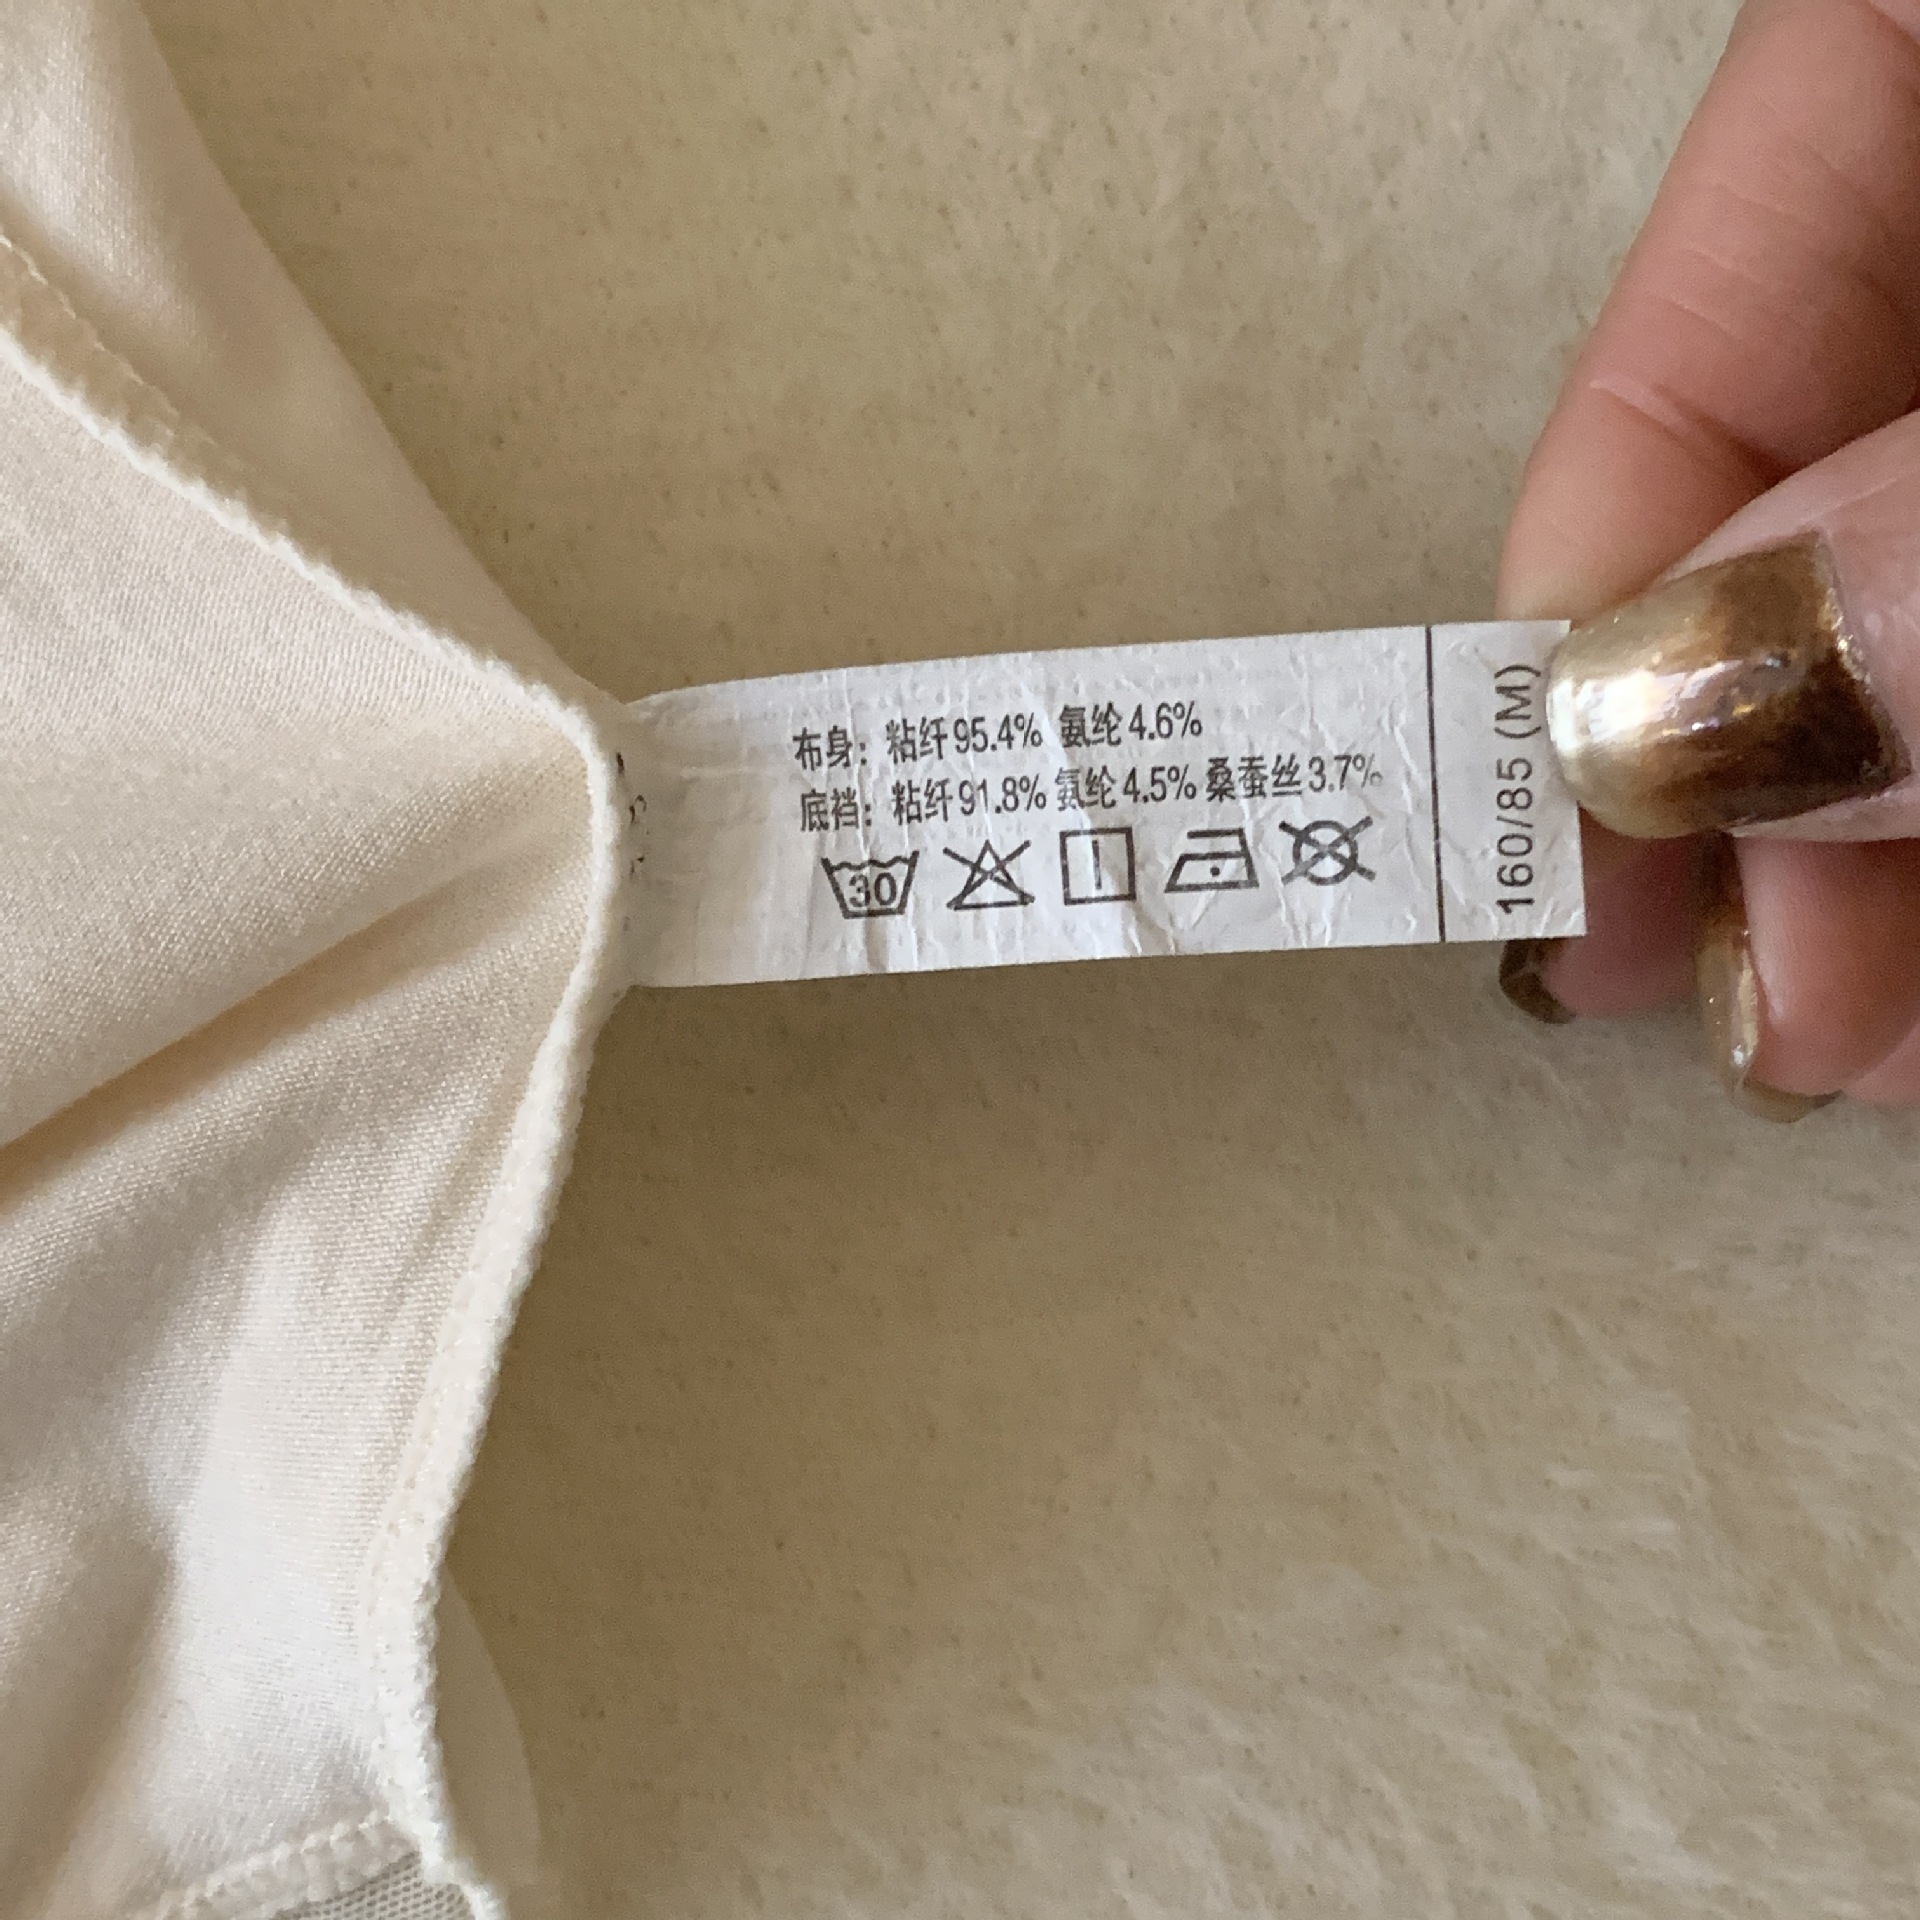 布身：粘纤95.4% 氨纶4.6%
底裆：粘纤91.8% 氨纶4.5% 桑蚕丝3.7%
30
160/85 (M)